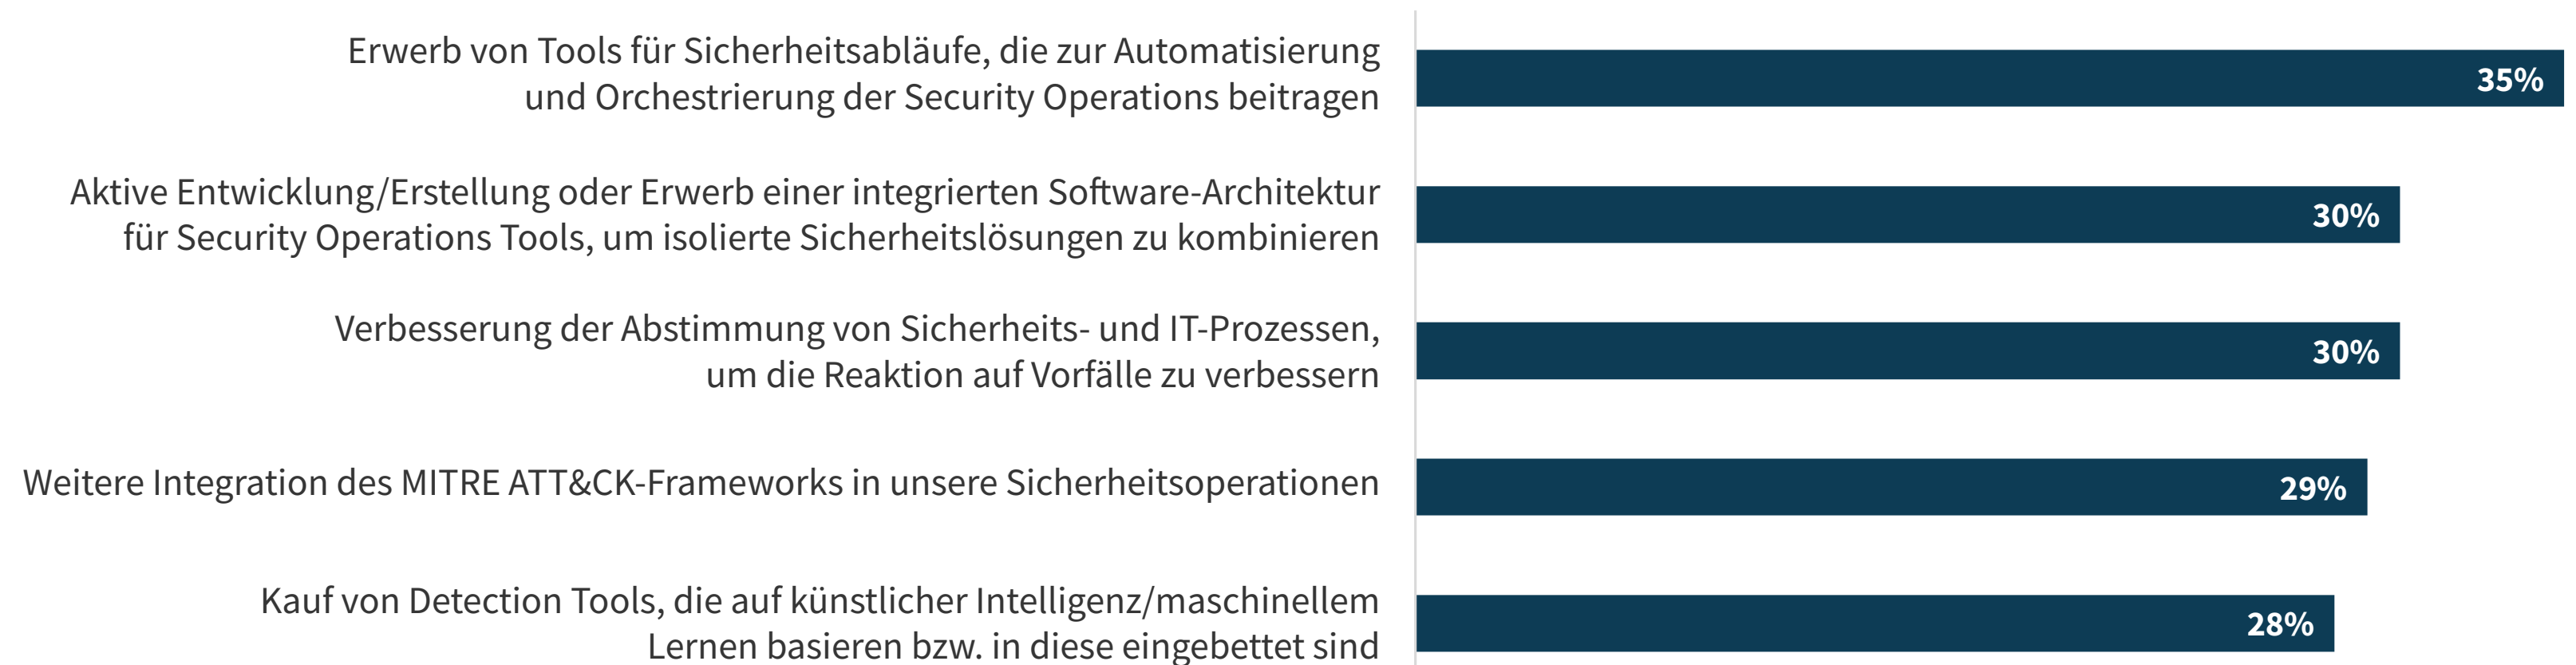 Erwerb von Tools für Sicherheitsabläufe, die zur Automatisierung
und Orchestrierung der Security Operations beitragen
35%
Aktive Entwicklung/Erstellung oder Erwerb einer integrierten Software-Architektur
für Security Operations Tools, um isolierte Sicherheitslösungen zu kombinieren
30%
Verbesserung der Abstimmung von Sicherheits- und IT-Prozessen,
um die Reaktion auf Vorfälle zu verbessern
30%
Weitere Integration des MITRE ATT&CK-Frameworks in unsere Sicherheitsoperationen
29%
Kauf von Detection Tools, die auf künstlicher Intelligenz/maschinellem
Lernen basieren bzw. in diese eingebettet sind
28%